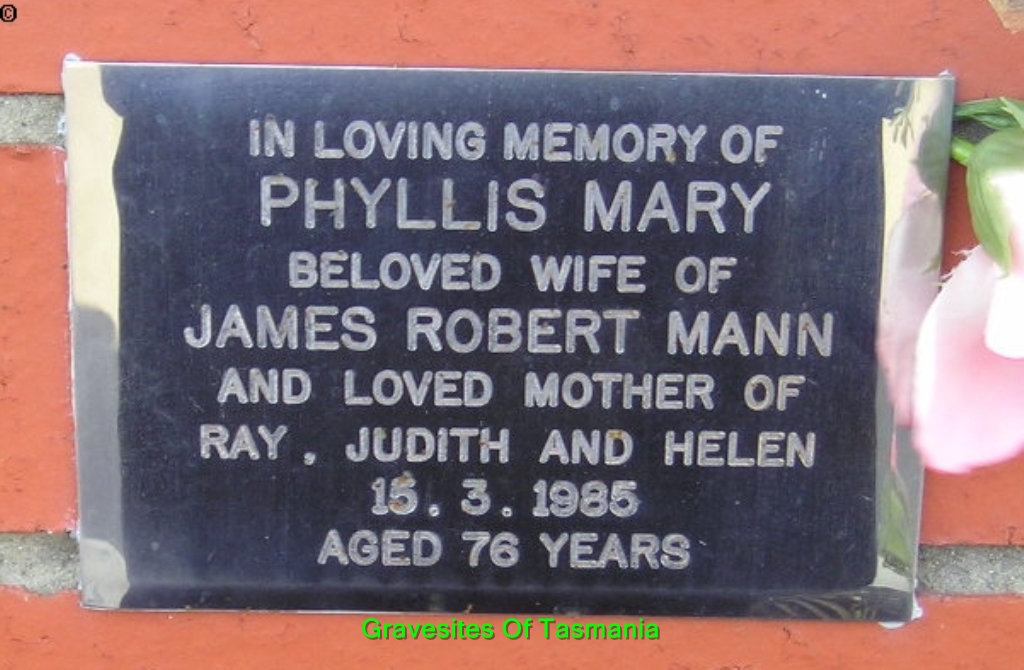 ©
IN LOVING MEMORY OF
PHYLLIS MARY
BELOVED WIFE OF
JAMES ROBERT MANN
AND LOVED MOTHER OF
RAY, JUDITH AND HELEN
15.3.1985
AGED 76 YEARS
Gravesites Of Tasmania